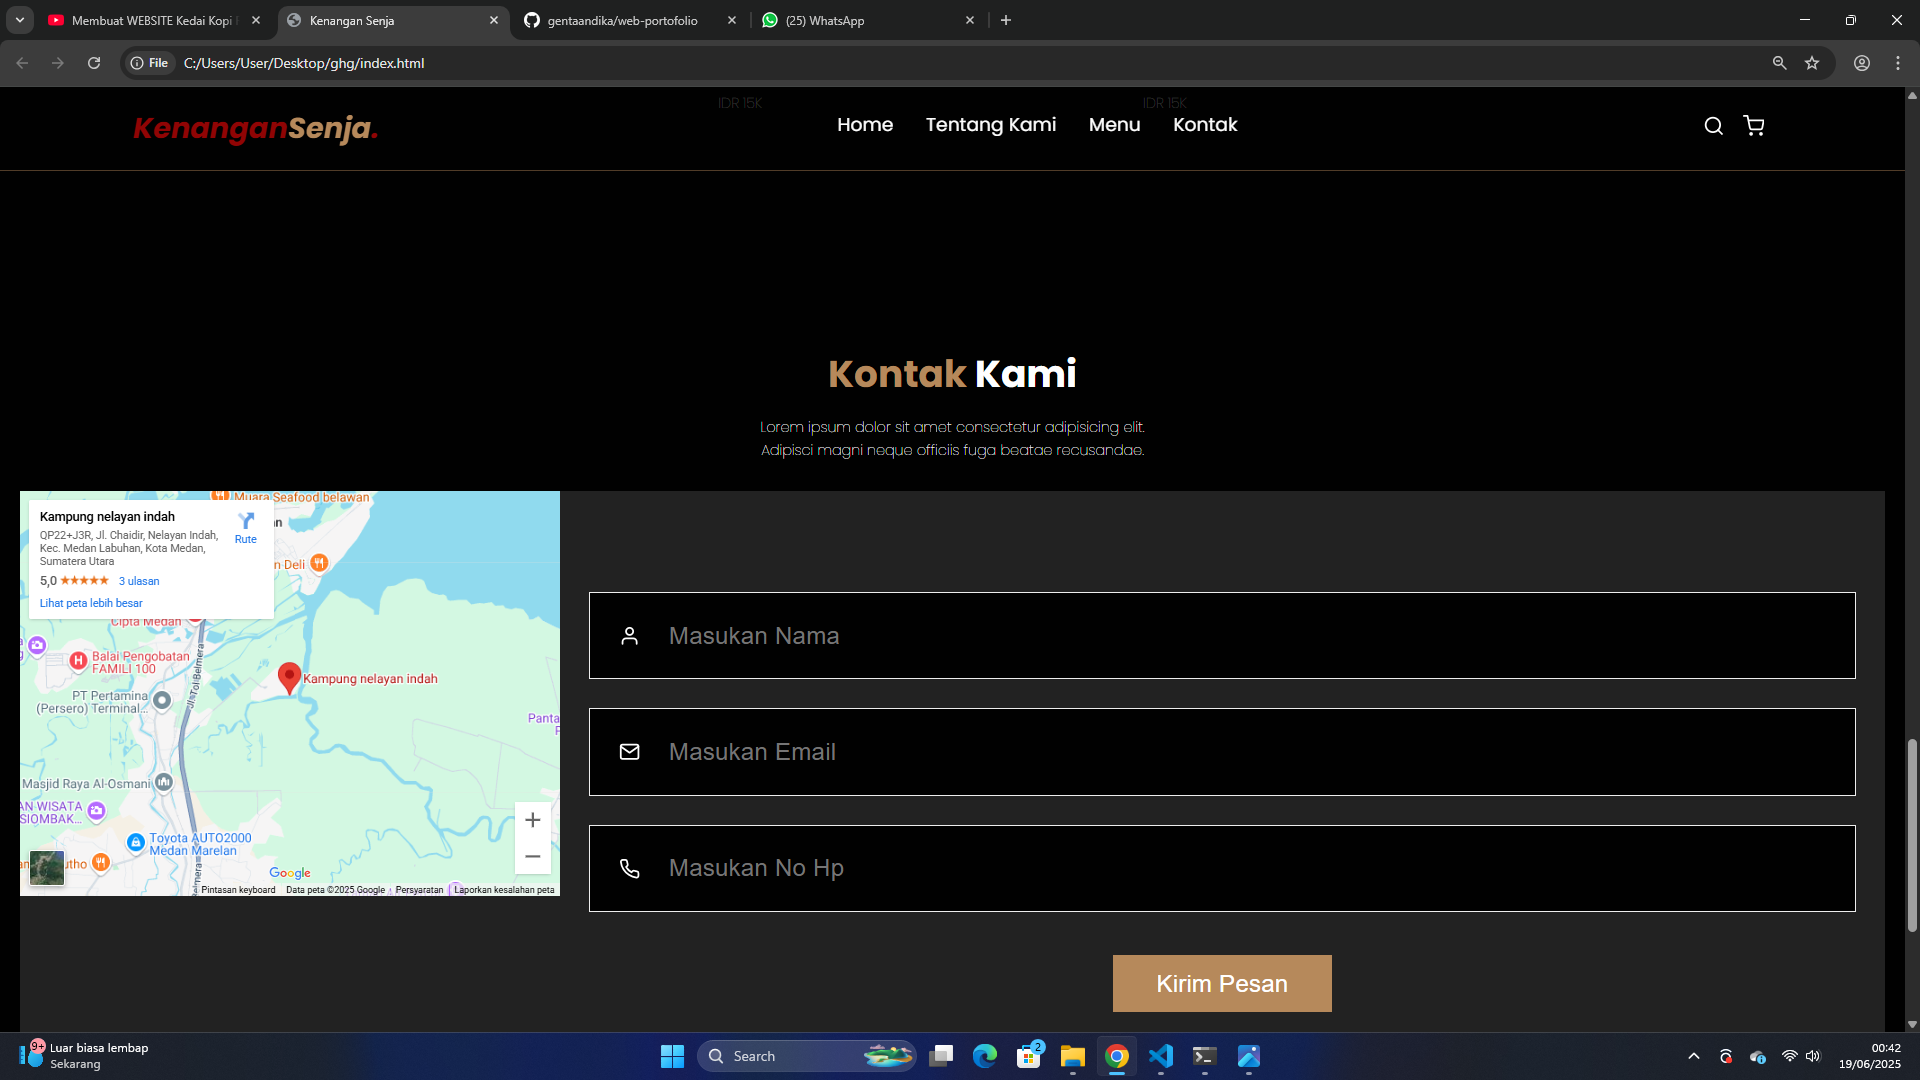 Membuat WEBSITE Kedai Kopi
Kenangan Senja
gentaandika/web-portofolio
(25) WhatsApp
File
C:/Users/User/Desktop/ghg/index.html
IDR 15K
IDR 15K
KenanganSenja.
Home
Tentang Kami
Menu
Kontak
Kontak Kami
Lorem ipsum dolor sit amet consectetur adipisicing elit.
Adipisci magni neque officiis fuga beatae recusandae.
Muara Seafood belawan
Kampung nelayan indah
QP22+J3R, Jl. Chaidir, Nelayan Indah,
Kec. Medan Labuhan, Kota Medan,
Sumatera Utara
5,0
3 ulasan
Lihat peta lebih besar
Rute
n Deli
Cipta Medan
Balai Pengobatan
FAMILI 100
Jl. Tol Belmera
PT Pertamina
(Persero) Terminal...
Kampung nelayan indah
Panta
Masjid Raya Al-Osmani
AN WISATA
SIOMBAK...
Toyota AUTO2000
Medan Marelan
utho
Belmera
Google
Pintasan keyboard
Data peta ©2025 Google
Persyaratan
Laporkan kesalahan peta
Masukan Nama
Masukan Email
Masukan No Hp
Kirim Pesan
9+
Luar biasa lembap
Sekarang
Search
2
00:42
19/06/2025